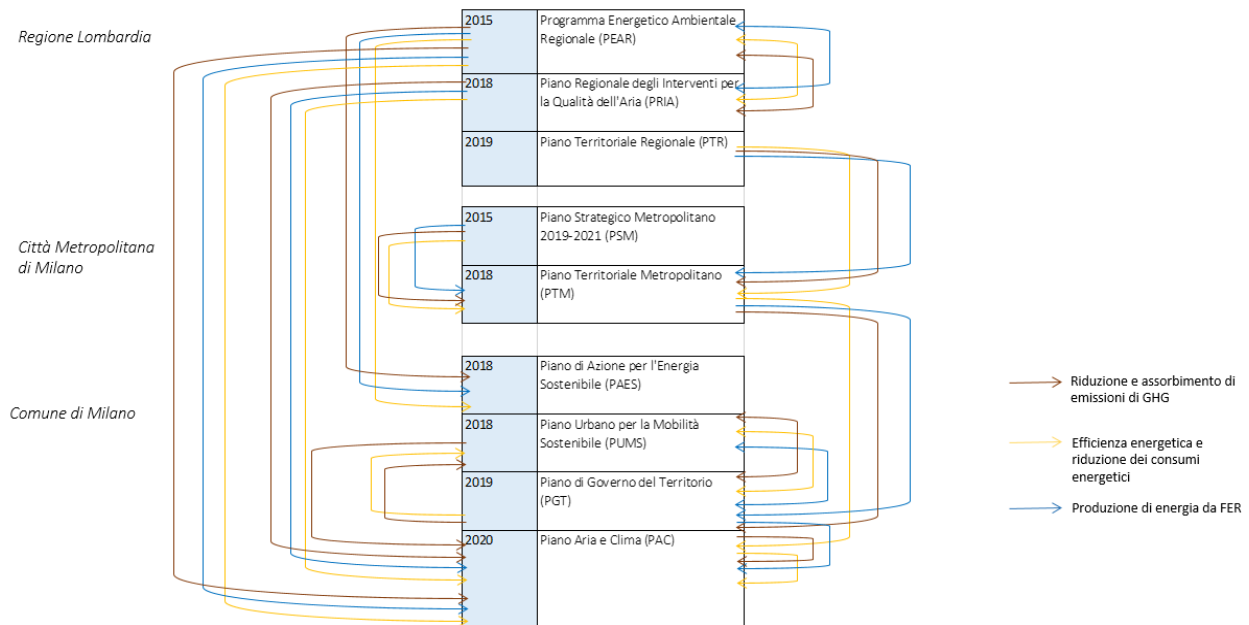 Regione Lombardia
2015
Programma Energetico Ambientale
Regionale (PEAR)
2018
Piano Regionale degli Interventi per
la Qualità dell'Aria (PRIA)
2019
Piano Territoriale Regionale (PTR)
Città Metropolitana
di Milano
2015
Piano Strategico Metropolitano
2019-2021 (PSM)
2018
Piano Territoriale Metropolitano
(PTM)
Comune di Milano
2018
Piano di Azione per l'Energia
Sostenibile (PAES)
2018
Piano Urbano per la Mobilità
Sostenibile (PUMS)
2019
Piano di Governo del Territorio
(PGT)
2020
Piano Aria e Clima (PAC)
Riduzione e assorbimento di
emissioni di GHG
Efficienza energetica e
riduzione dei consumi
energetici
Produzione di energia da FER